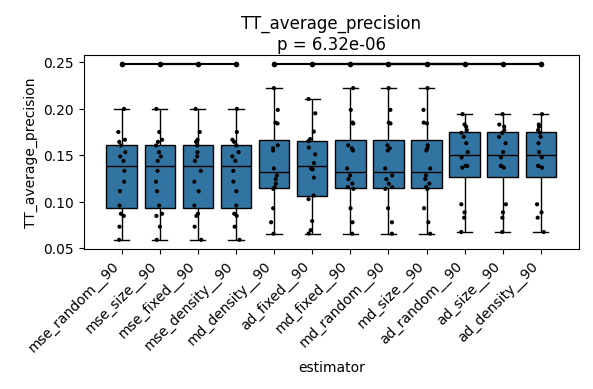 TT_average_precision
p = 6.32e-06
TT_average_precision
0.25
0.20
0.15
0.10
0.05
mse_random__90
mse_size__90
mse_fixed__90
mse_density__90
md_density__90
ad_fixed__90
md_fixed__90
md_random__90
md_size__90
ad_random__90
ad_size__90
ad_density__90
estimator